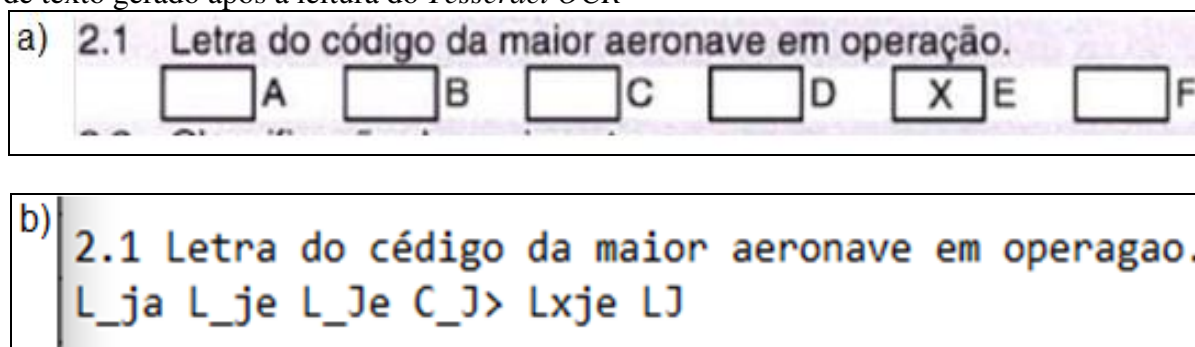 de texto gerado após a leitura do Tesseract OCR
a) 2.1 Letra do código da maior aeronave em operação.
A B C D X E F
b) 2.1 Letra do cédigo da maior aeronave em operagao.
L_ja L_je L_Je C_J> Lxje LJ